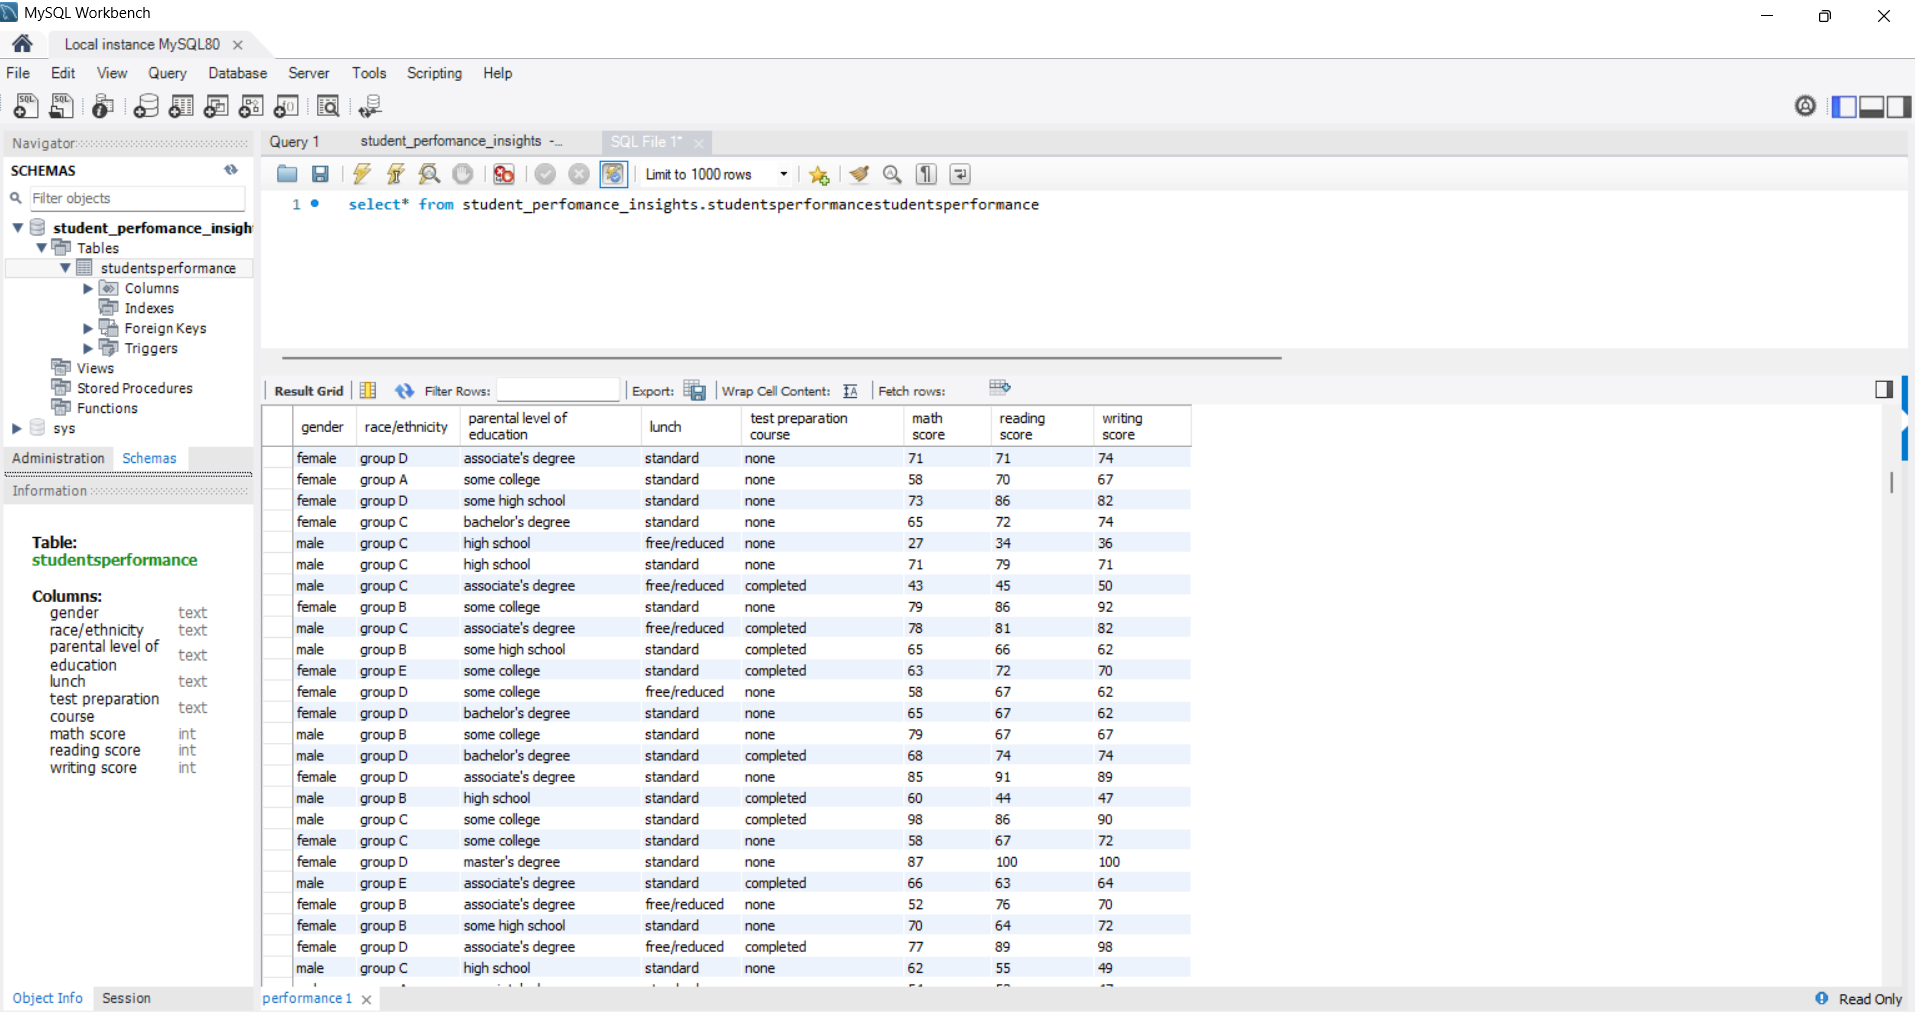 MySQL Workbench
Local instance MySQL80
File Edit View Query Database Server Tools Scripting Help
Navigator
SCHEMAS
Filter objects
student_perfomance_insigh
Tables
studentsperformance
Columns
Indexes
Foreign Keys
Triggers
Views
Stored Procedures
Functions
sys
Administration Schemas
Information
Table:
studentsperformance
Columns:
gender text
race/ethnicity text
parental level of education text
lunch text
test preparation course text
math score int
reading score int
writing score int
Object Info Session
Query 1 student_perfomance_insights -... SQL File 1*
Limit to 1000 rows
1 select* from student_perfomance_insights.studentsperformancestudentsperformance
Result Grid Filter Rows: Export: Wrap Cell Content: Fetch rows:
gender race/ethnicity parental level of education lunch test preparation course math score reading score writing score
female group D associate's degree standard none 71 71 74
female group A some college standard none 58 70 67
female group D some high school standard none 73 86 82
female group C bachelor's degree standard none 65 72 74
male group C high school free/reduced none 27 34 36
male group C high school standard none 71 79 71
male group C associate's degree free/reduced completed 43 45 50
female group B some college standard none 79 86 92
male group C associate's degree free/reduced completed 78 81 82
male group B some high school standard completed 65 66 62
female group E some college standard completed 63 72 70
female group D some college free/reduced none 58 67 62
female group D bachelor's degree standard none 65 67 62
male group B some college standard none 79 67 67
male group D bachelor's degree standard completed 68 74 74
female group D associate's degree standard none 85 91 89
male group B high school standard completed 60 44 47
male group C some college standard completed 98 86 90
female group C some college standard none 58 67 72
female group D master's degree standard none 87 100 100
male group E associate's degree standard completed 66 63 64
female group B associate's degree free/reduced none 52 76 70
female group B some high school standard none 70 64 72
female group D associate's degree free/reduced completed 77 89 98
male group C high school standard none 62 55 49
performance 1
Read Only